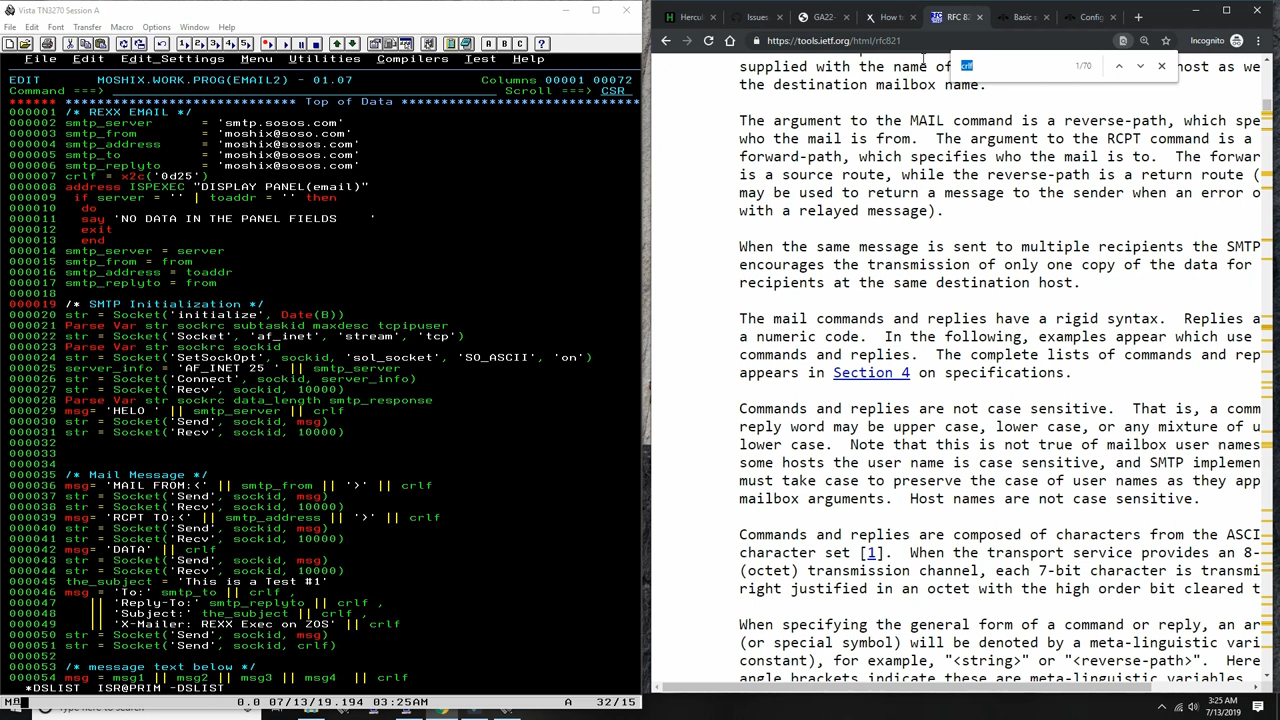 Vista TN3270 Session A
File Edit Font Transfer Macro Options Window Help
File Edit Edit_Settings Menu Utilities Compilers Test Help
EDIT MOSHIX.WORK.PROG(EMAIL2) - 01.07 Columns 00001 00072
Command ===> Scroll ===> CSR
****** ***************************** Top of Data ******************************
000001 /* REXX EMAIL */
000002 smtp_server = 'smtp.sosos.com'
000003 smtp_from = 'moshix@soso.com'
000004 smtp_address = 'moshix@sosos.com'
000005 smtp_to = 'moshix@sosos.com'
000006 smtp_replyto = 'moshix@sosos.com'
000007 crlf = x2c('0d25')
000008 address ISPEXEC "DISPLAY PANEL(email)"
000009 if server = '' | toaddr = '' then
000010 do
000011 say 'NO DATA IN THE PANEL FIELDS '
000012 exit
000013 end
000014 smtp_server = server
000015 smtp_from = from
000016 smtp_address = toaddr
000017 smtp_replyto = from
000018
000019 /* SMTP Initialization */
000020 str = Socket('initialize', Date(B))
000021 Parse Var str sockrc subtaskid maxdesc tcpipuser
000022 str = Socket('Socket', 'af_inet', 'stream', 'tcp')
000023 Parse Var str sockrc sockid
000024 str = Socket('SetSockOpt', sockid, 'sol_socket', 'SO_ASCII', 'on')
000025 server_info = 'AF_INET 25 ' || smtp_server
000026 str = Socket('Connect', sockid, server_info)
000027 str = Socket('Recv', sockid, 10000)
000028 Parse Var str sockrc data_length smtp_response
000029 msg= 'HELO ' || smtp_server || crlf
000030 str = Socket('Send', sockid, msg)
000031 str = Socket('Recv', sockid, 10000)
000032
000033
000034
000035 /* Mail Message */
000036 msg= 'MAIL FROM:<' || smtp_from || '>' || crlf
000037 str = Socket('Send', sockid, msg)
000038 str = Socket('Recv', sockid, 10000)
000039 msg= 'RCPT TO:<' || smtp_address || '>' || crlf
000040 str = Socket('Send', sockid, msg)
000041 str = Socket('Recv', sockid, 10000)
000042 msg= 'DATA' || crlf
000043 str = Socket('Send', sockid, msg)
000044 str = Socket('Recv', sockid, 10000)
000045 the_subject = 'This is a Test #1'
000046 msg = 'To:' smtp_to || crlf ,
000047 || 'Reply-To:' smtp_replyto || crlf ,
000048 || 'Subject:' the_subject || crlf ,
000049 || 'X-Mailer: REXX Exec on ZOS' || crlf
000050 str = Socket('Send', sockid, msg)
000051 str = Socket('Send', sockid, crlf)
000052
000053 /* message text below */
000054 msg = msg1 || msg2 || msg3 || msg4 || crlf
*DSLIST ISR@PRIM -DSLIST
0.0 07/13/19.194 03:25AM A 32/15
Hercul Issues GA22- How to RFC 82 Basic s Config
https://tools.ietf.org/html/rfc821 Incognito
crlf 1/70
supplied with the name of host as we
the destination mailbox name.
The argument to the MAIL command is a reverse-path, which spe
who the mail is from. The argument to the RCPT command is a
forward-path, which specifies who the mail is to. The forwar
is a source route, while the reverse-path is a return route (
may be used to return a message to the sender when an error o
with a relayed message).
When the same message is sent to multiple recipients the SMTP
encourages the transmission of only one copy of the data for
recipients at the same destination host.
The mail commands and replies have a rigid syntax. Replies a
a numeric code. In the following, examples appear which use
commands and replies. The complete lists of commands and rep
appears in Section 4 on specifications.
Commands and replies are not case sensitive. That is, a comm
reply word may be upper case, lower case, or any mixture of u
lower case. Note that this is not true of mailbox user names
some hosts the user name is case sensitive, and SMTP implemen
must take case to preserve the case of user names as they app
mailbox arguments. Host names are not case sensitive.
Commands and replies are composed of characters from the ASCI
character set [1]. When the transport service provides an 8-
(octet) transmission channel, each 7-bit character is transmi
right justified in an octet with the high order bit cleared t
When specifying the general form of a command or reply, an ar
(or special symbol) will be denoted by a meta-linguistic vari
constant), for example, "<string>" or "<reverse-path>". Here
angle brackets indicate these are meta-linguistic variables
3:25 AM
7/13/2019